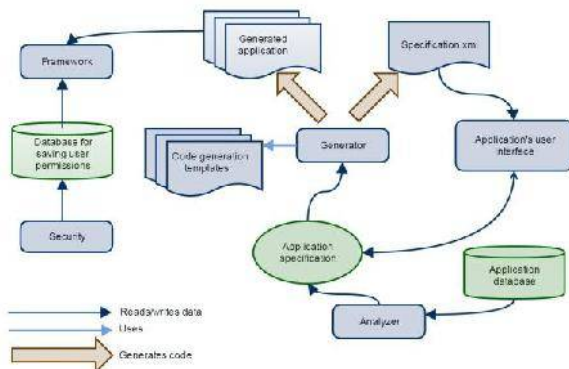 Generated
application
Specification xml
Framework
Database for
saving user
permissions
Code generation
templates
Generator
Application's user
interface
Security
Application
specification
Application
database
Analyzer
Reads/writes data
Uses
Generates code